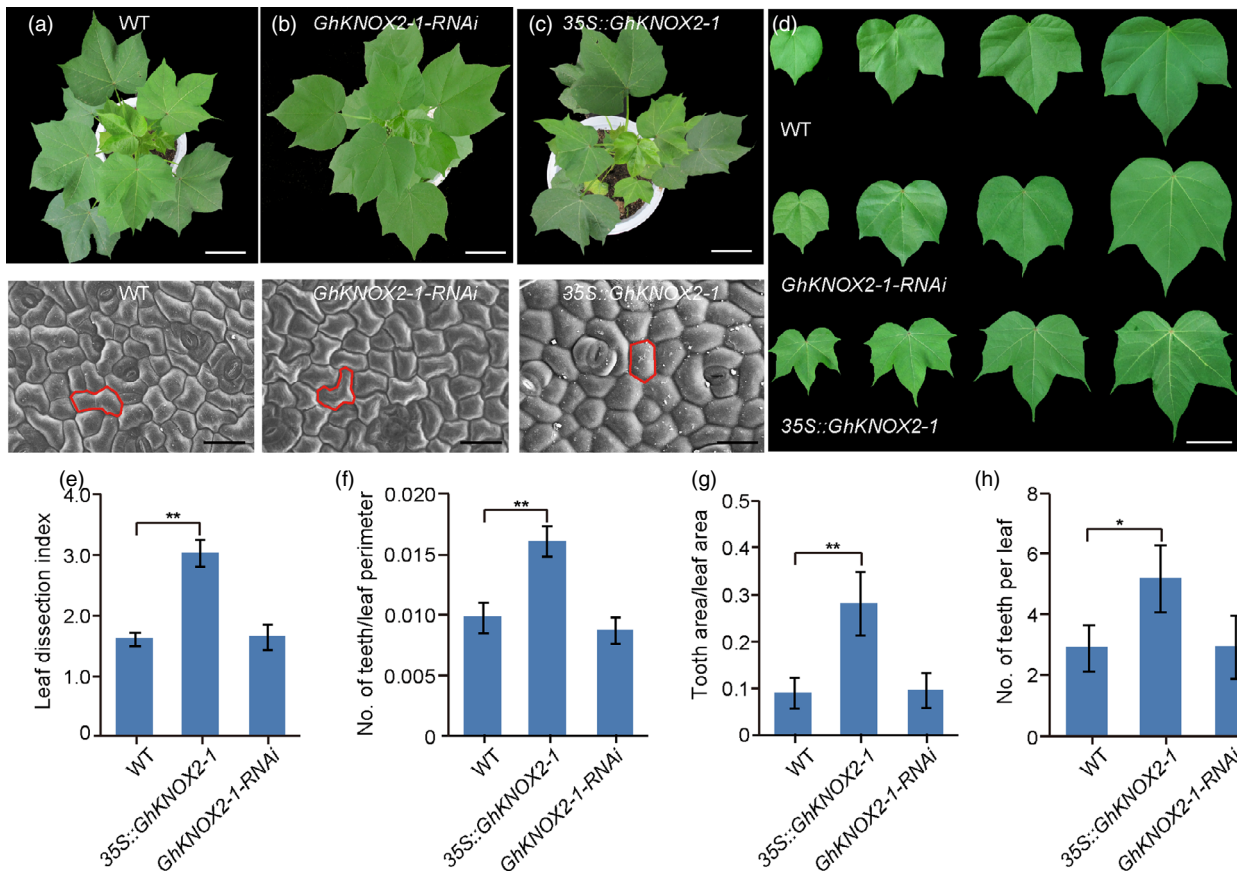 (a) WT
(b) GhKNOX2-1-RNAi
(c) 35S::GhKNOX2-1
(d)
WT
GhKNOX2-1-RNAi
35S::GhKNOX2-1
WT
GhKNOX2-1-RNAi
35S::GhKNOX2-1
(e)
Leaf dissection index
4.0
3.0
2.0
1.0
0
**
WT
35S::GhKNOX2-1
GhKNOX2-1-RNAi
(f)
No. of teeth/leaf perimeter
0.020
0.015
0.010
0.005
0
**
WT
35S::GhKNOX2-1
GhKNOX2-1-RNAi
(g)
Tooth area/leaf area
0.5
0.4
0.3
0.2
0.1
0
**
WT
35S::GhKNOX2-1
GhKNOX2-1-RNAi
(h)
No. of teeth per leaf
8
6
4
2
0
*
WT
35S::GhKNOX2-1
GhKNOX2-1-RNAi